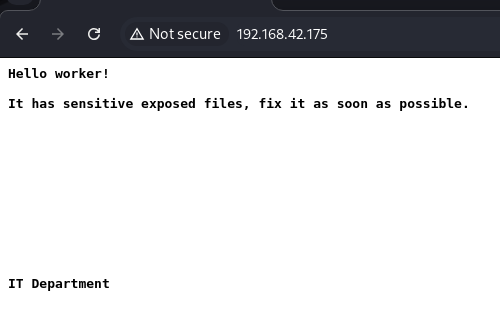 Not secure 192.168.42.175
Hello worker!
It has sensitive exposed files, fix it as soon as possible.
IT Department